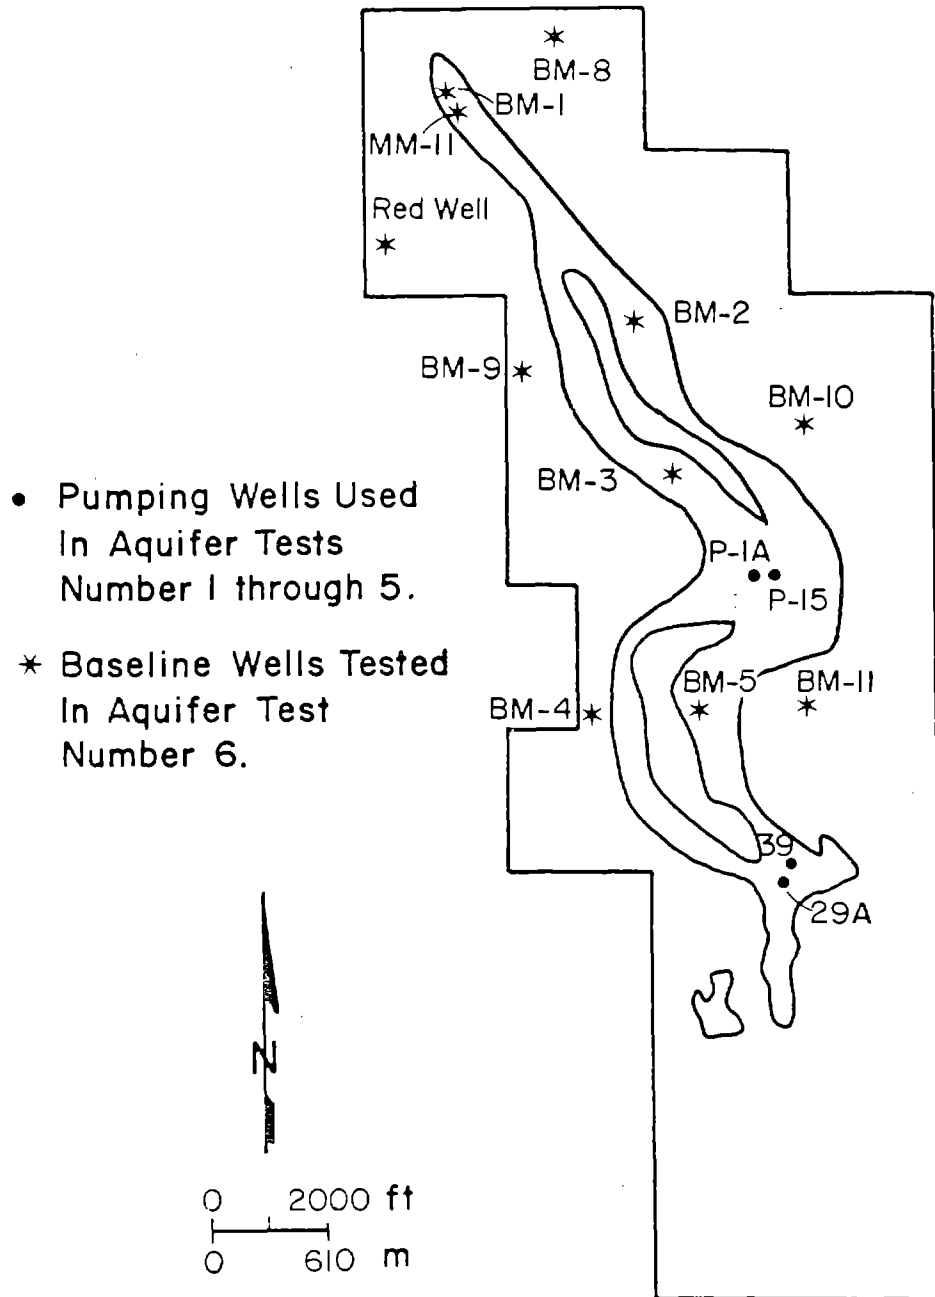 BM-8
BM-1
MM-11
Red Well
BM-2
BM-9
BM-10
BM-3
• Pumping Wells Used
In Aquifer Tests
Number 1 through 5.
P-1A
P-15
* Baseline Wells Tested
In Aquifer Test
Number 6.
BM-5
BM-11
BM-4
39
29A
N
0 2000 ft
0 610 m